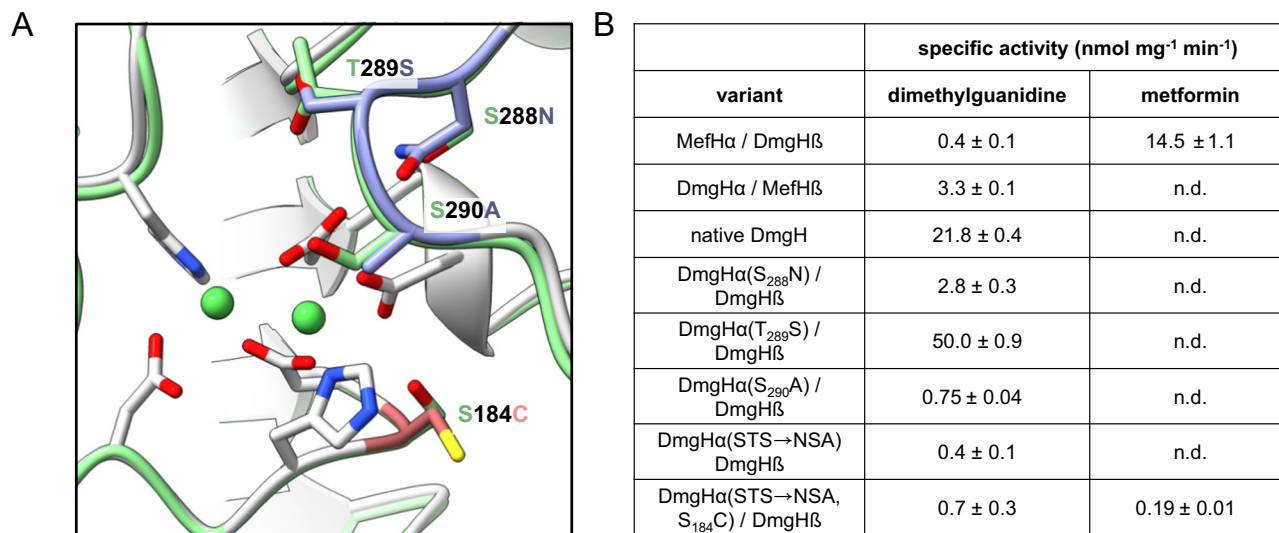 A
T289S
S288N
S290A
S184C
B
specific activity (nmol mg⁻¹ min⁻¹)
variant dimethylguanidine metformin
MefHα / DmgHß 0.4 ± 0.1 14.5 ±1.1
DmgHα / MefHß 3.3 ± 0.1 n.d.
native DmgH 21.8 ± 0.4 n.d.
DmgHα(S₂₈₈N) /
DmgHß 2.8 ± 0.3 n.d.
DmgHα(T₂₈₉S) /
DmgHß 50.0 ± 0.9 n.d.
DmgHα(S₂₉₀A) /
DmgHß 0.75 ± 0.04 n.d.
DmgHα(STS→NSA)
DmgHß 0.4 ± 0.1 n.d.
DmgHα(STS→NSA,
S₁₈₄C) / DmgHß 0.7 ± 0.3 0.19 ± 0.01